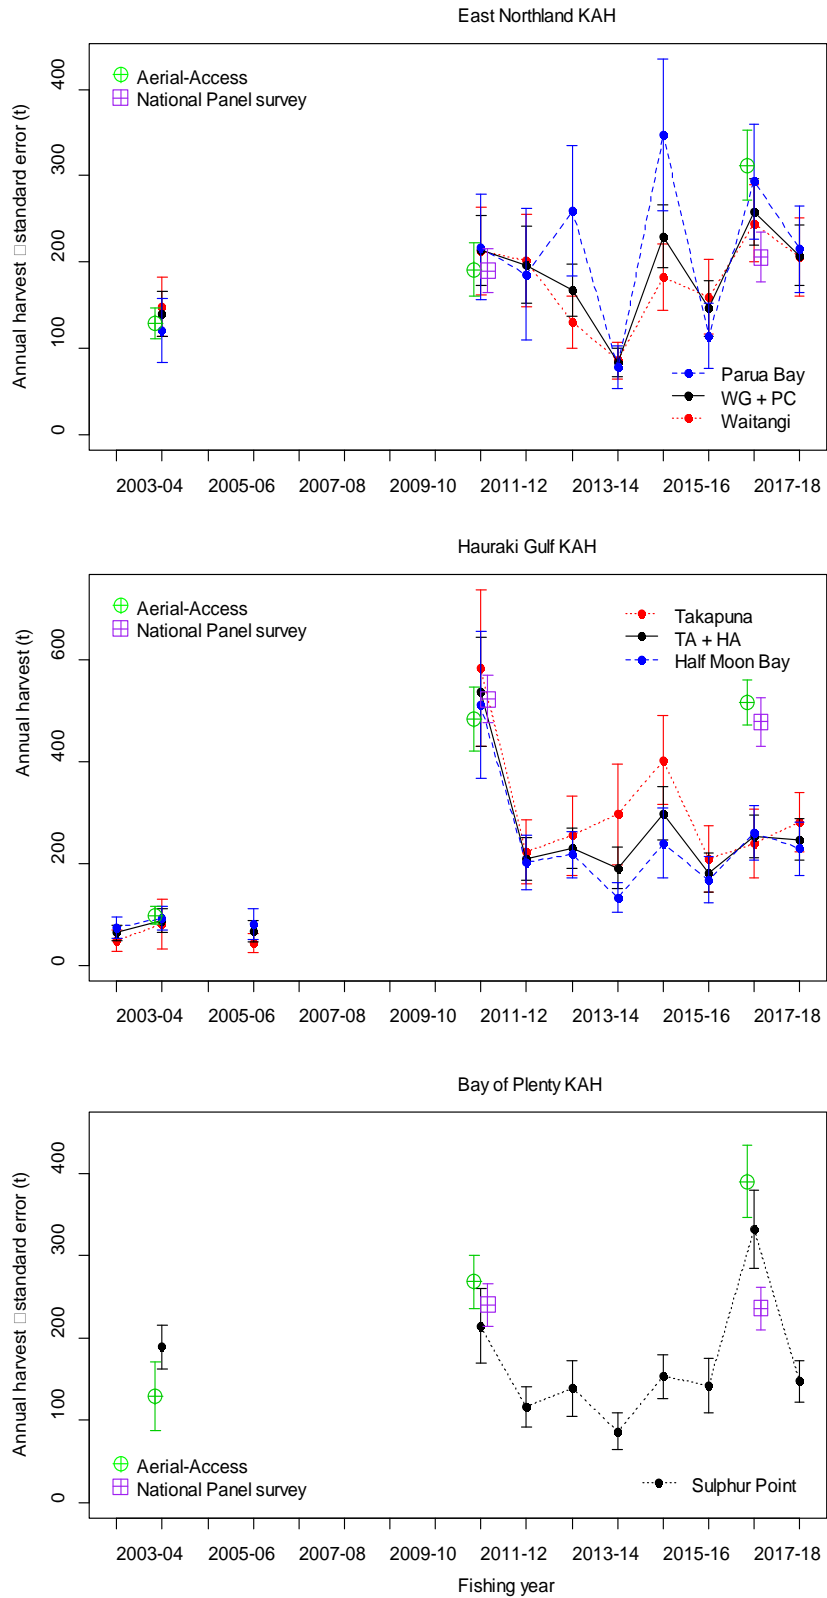 East Northland KAH
Annual harvest □standard error (t)
0 100 200 300 400
Aerial-Access
National Panel survey
Parua Bay
WG + PC
Waitangi
2003-04 2005-06 2007-08 2009-10 2011-12 2013-14 2015-16 2017-18
Hauraki Gulf KAH
Annual harvest (t)
0 200 400 600
Aerial-Access
National Panel survey
Takapuna
TA + HA
Half Moon Bay
2003-04 2005-06 2007-08 2009-10 2011-12 2013-14 2015-16 2017-18
Bay of Plenty KAH
Annual harvest □standard error (t)
0 100 200 300 400
Aerial-Access
National Panel survey
Sulphur Point
2003-04 2005-06 2007-08 2009-10 2011-12 2013-14 2015-16 2017-18
Fishing year